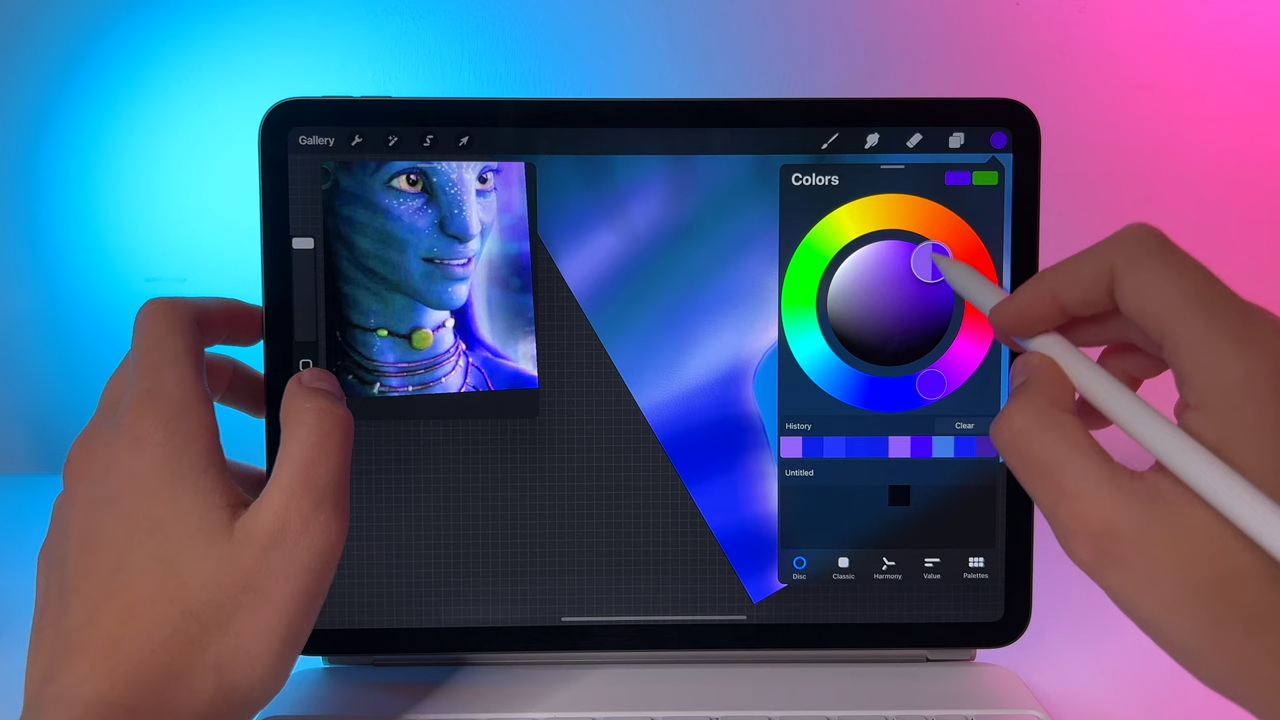 Gallery
Colors
History Clear
Untitled
Disc Classic Harmony Value Palettes